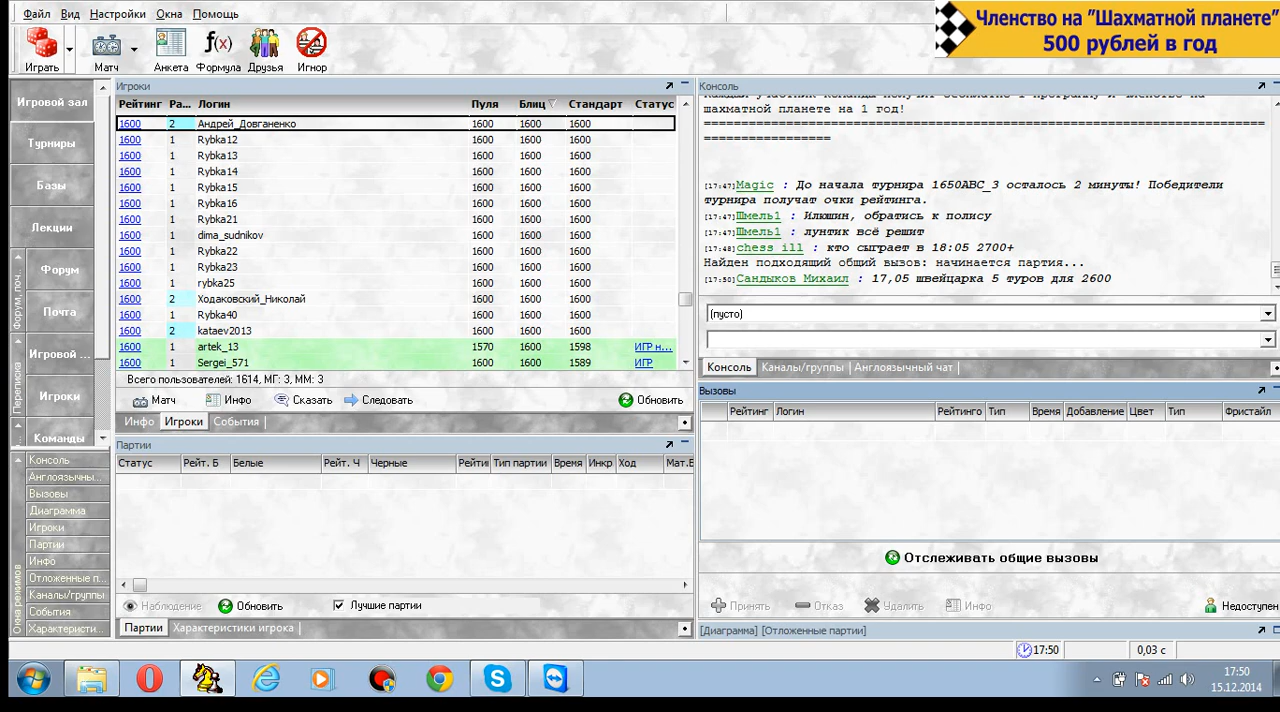 Файл Вид Настройки Окна Помощь
Членство на "Шахматной планете"
500 рублей в год
Играть Матч Анкета Формула Друзья Игнор
f(x)
Игровой зал
Турниры
Базы
Лекции
Форум, поч...
Форум
Почта
Переписка
Игровой ...
Игроки
Команды
Окна режимов
Консоль
Англоязычны...
Вызовы
Диаграмма
Игроки
Партии
Инфо
Отложенные п...
Каналы/группы
События
Характеристи...
Игроки
Рейтинг Ра... Логин Пуля Блиц Стандарт Статус
1600 2 Андрей_Довганенко 1600 1600 1600
1600 1 Rybka12 1600 1600 1600
1600 1 Rybka13 1600 1600 1600
1600 1 Rybka14 1600 1600 1600
1600 1 Rybka15 1600 1600 1600
1600 1 Rybka16 1600 1600 1600
1600 1 Rybka21 1600 1600 1600
1600 1 dima_sudnikov 1600 1600 1600
1600 1 Rybka22 1600 1600 1600
1600 1 Rybka23 1600 1600 1600
1600 1 rybka25 1600 1600 1600
1600 2 Ходаковский_Николай 1600 1600 1600
1600 1 Rybka40 1600 1600 1600
1600 2 kataev2013 1600 1600 1600
1600 1 artek_13 1570 1600 1598 ИГР н...
1600 1 Sergei_571 1600 1600 1589 ИГР
Всего пользователей: 1614, МГ: 3, ММ: 3
Матч Инфо Сказать Следовать Обновить
Инфо Игроки События
Партии
Статус Рейт. Б Белые Рейт. Ч Черные Рейти Тип партии Время Инкр Ход Мат.Б
Наблюдение Обновить Лучшие партии
Партии Характеристики игрока
Консоль
шахматной планете на 1 год!
===================================================================
================
[17:47]Magic : До начала турнира 1650ABC_3 осталось 2 минуты! Победители
турнира получат очки рейтинга.
[17:47]Шмель1 : Илюшин, обратись к полису
[17:47]Шмель1 : лунтик всё решит
[17:48]chess ill : кто сыграет в 18:05 2700+
Найден подходящий общий вызов: начинается партия...
[17:50]Сандыков Михаил : 17,05 швейцарка 5 туров для 2600
(пусто)
Консоль Каналы/группы Англоязычный чат
Вызовы
Рейтинг Логин Рейтинго Тип Время Добавление Цвет Тип Фристайл
Отслеживать общие вызовы
Принять Отказ Удалить Инфо Недоступен
[Диаграмма] [Отложенные партии]
17:50 0,03 с
17:50
15.12.2014